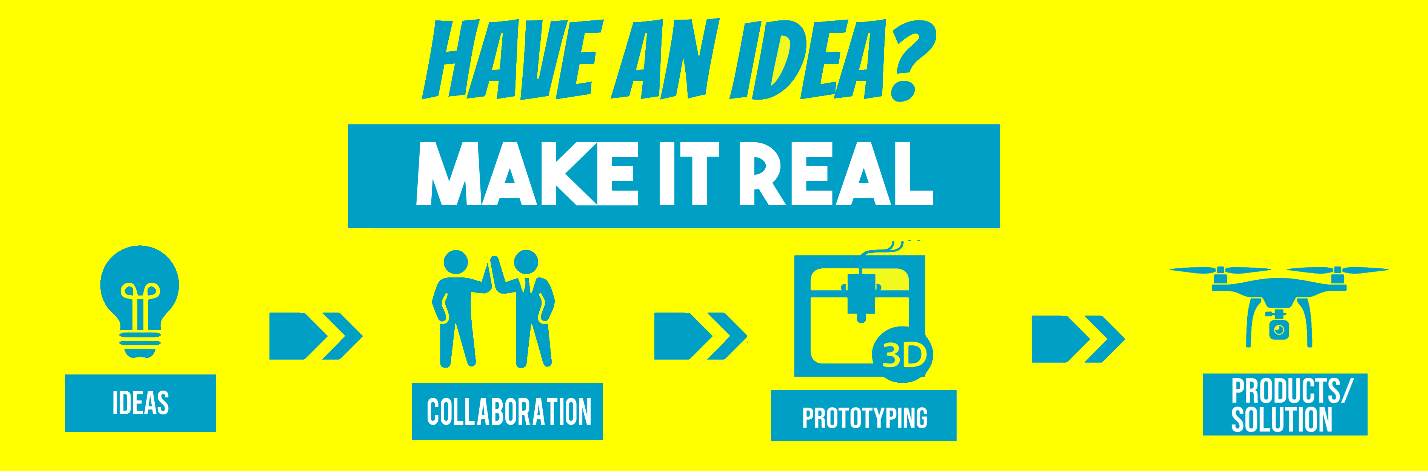 HAVE AN IDEA?
MAKE IT REAL
IDEAS
COLLABORATION
3D
PROTOTYPING
PRODUCTS/
SOLUTION